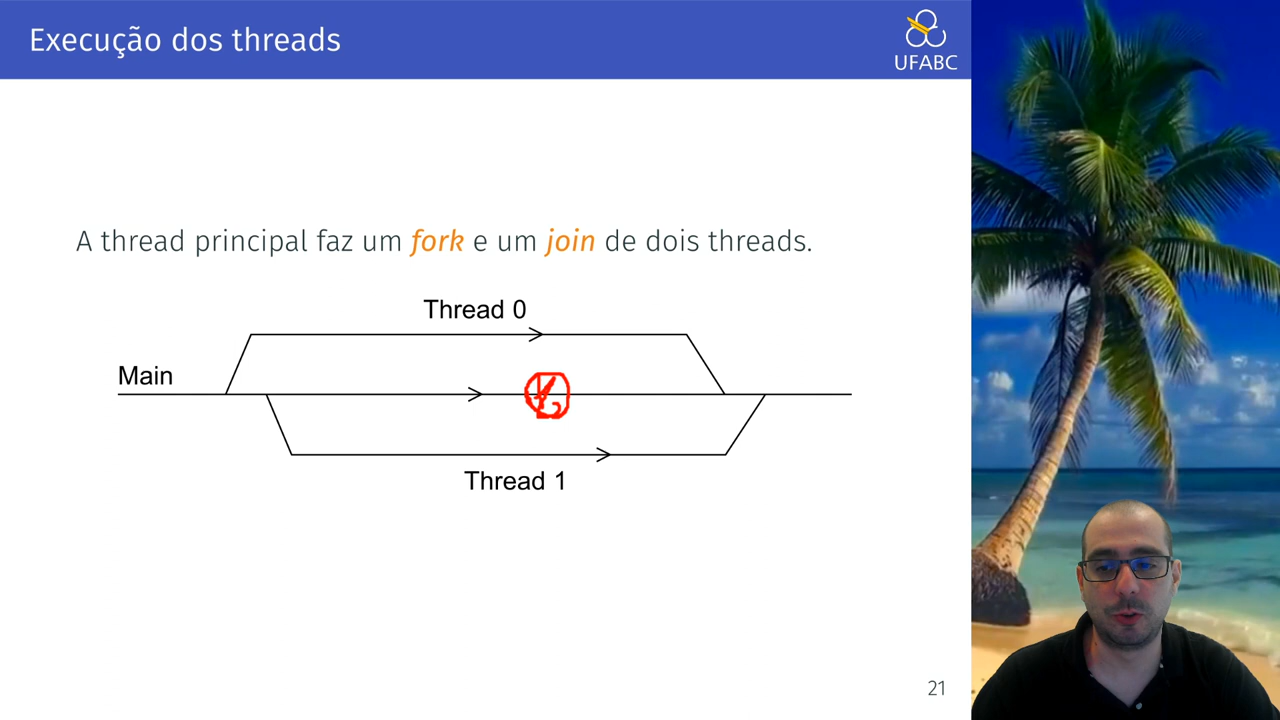 Execução dos threads
UFABC
A thread principal faz um fork e um join de dois threads.
Thread 0
Main
Thread 1
21